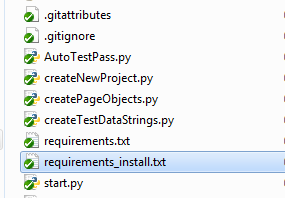 .gitattributes
.gitignore
AutoTestPass.py
createNewProject.py
createPageObjects.py
createTestDataStrings.py
requirements.txt
requirements_install.txt
start.py